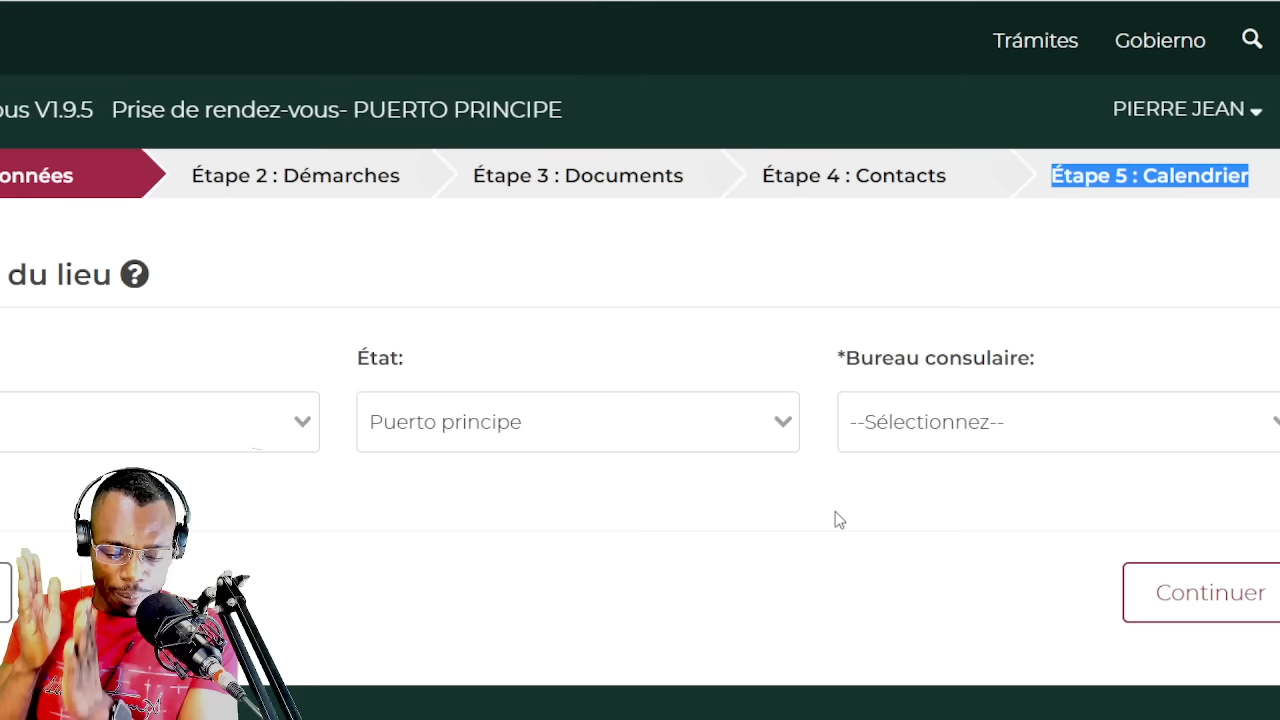 Trámites Gobierno
ous V1.9.5 Prise de rendez-vous- PUERTO PRINCIPE PIERRE JEAN
onnées Étape 2 : Démarches Étape 3 : Documents Étape 4 : Contacts Étape 5 : Calendrier
du lieu
État: *Bureau consulaire:
Puerto principe --Sélectionnez--
Continuer